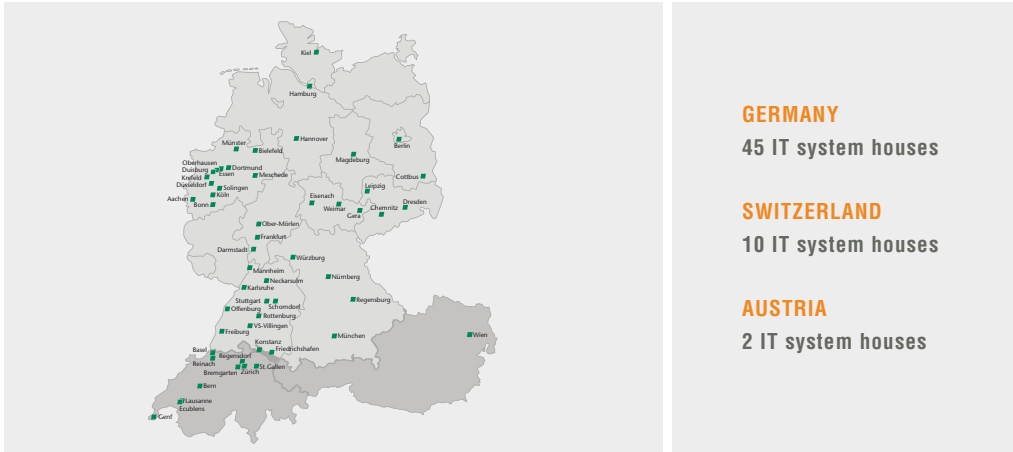 Kiel
Hamburg
Hannover
Berlin
Münster
Bielefeld
Magdeburg
Oberhausen
Duisburg
Dortmund
Essen
Krefeld
Meschede
Cottbus
Düsseldorf
Solingen
Leipzig
Köln
Aachen
Bonn
Eisenach
Weimar
Gera
Chemnitz
Dresden
Ober-Mörlen
Frankfurt
Darmstadt
Würzburg
Mannheim
Nürnberg
Neckarsulm
Karlsruhe
Stuttgart
Schorndorf
Regensburg
Offenburg
Rottenburg
VS-Villingen
Freiburg
München
Wien
Konstanz
Friedrichshafen
Basel
Regensdorf
Reinach
Bremgarten
Zürich
St.Gallen
Bern
Lausanne
Ecublens
Genf
GERMANY
45 IT system houses
SWITZERLAND
10 IT system houses
AUSTRIA
2 IT system houses